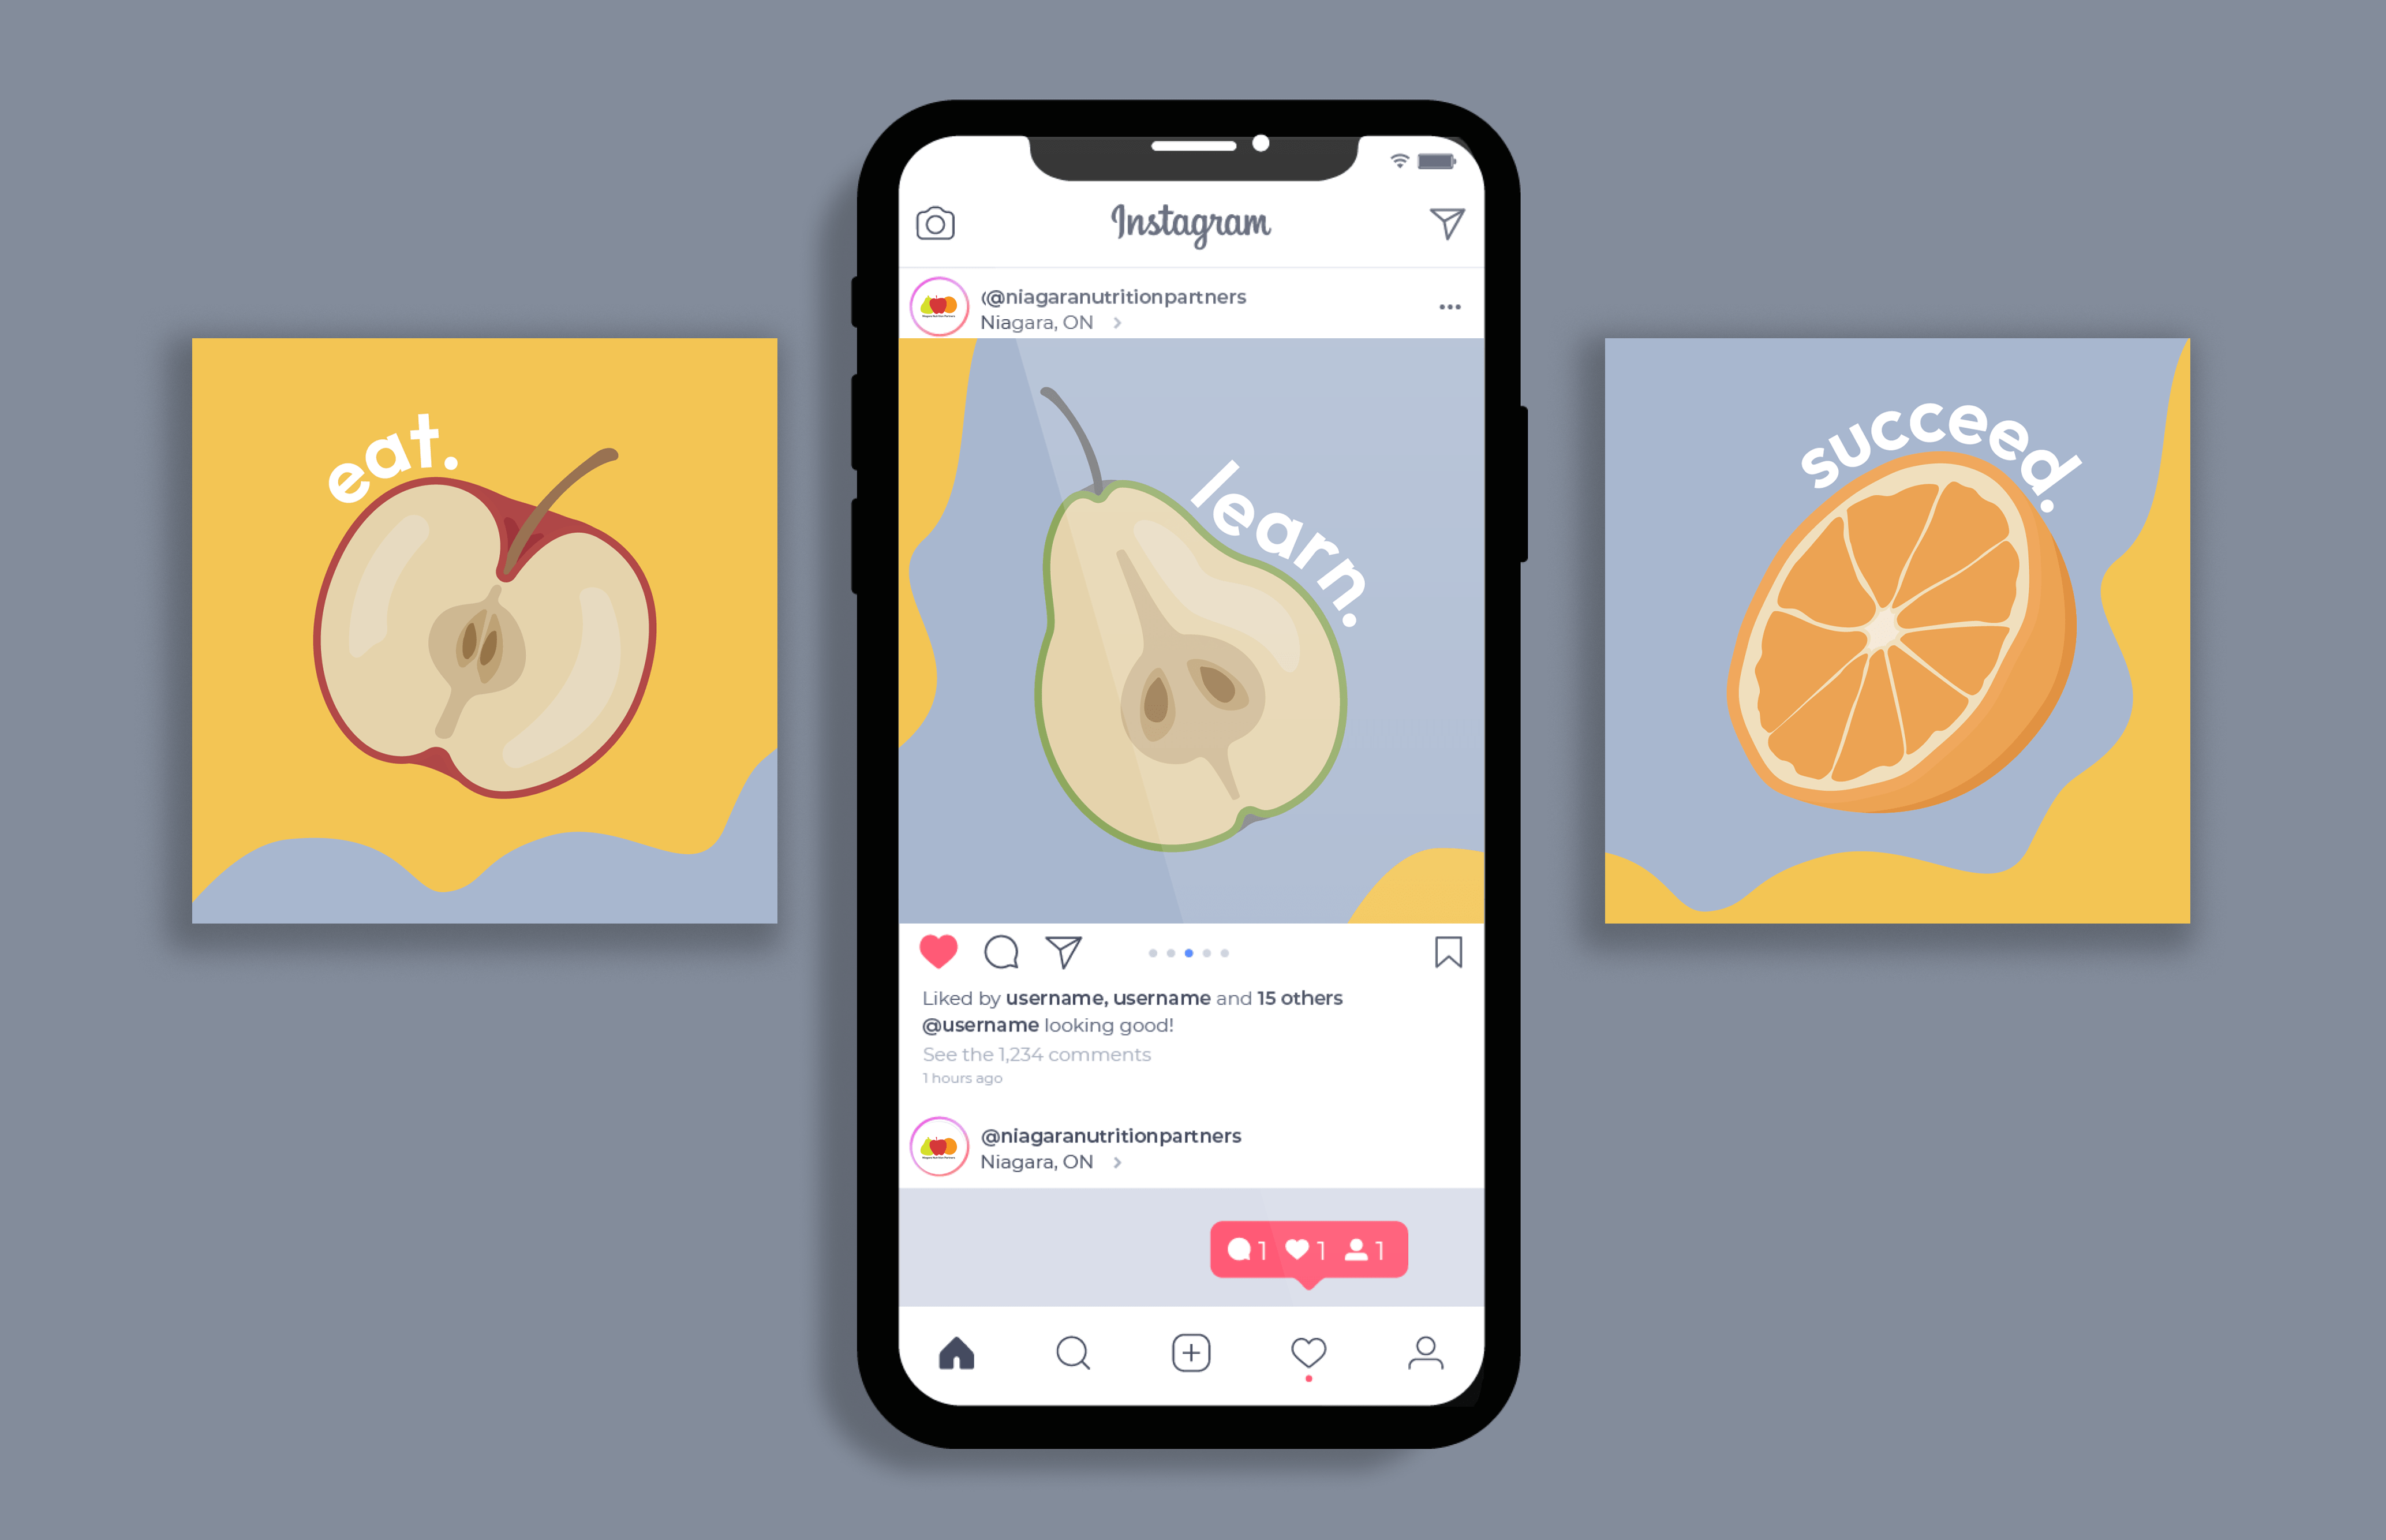 Instagram
(@niagaranutritionpartners
Niagara, ON
eat.
learn.
succeed.
Liked by username, username and 15 others
@username looking good!
See the 1,234 comments
1 hours ago
@niagaranutritionpartners
Niagara, ON
1 1 1